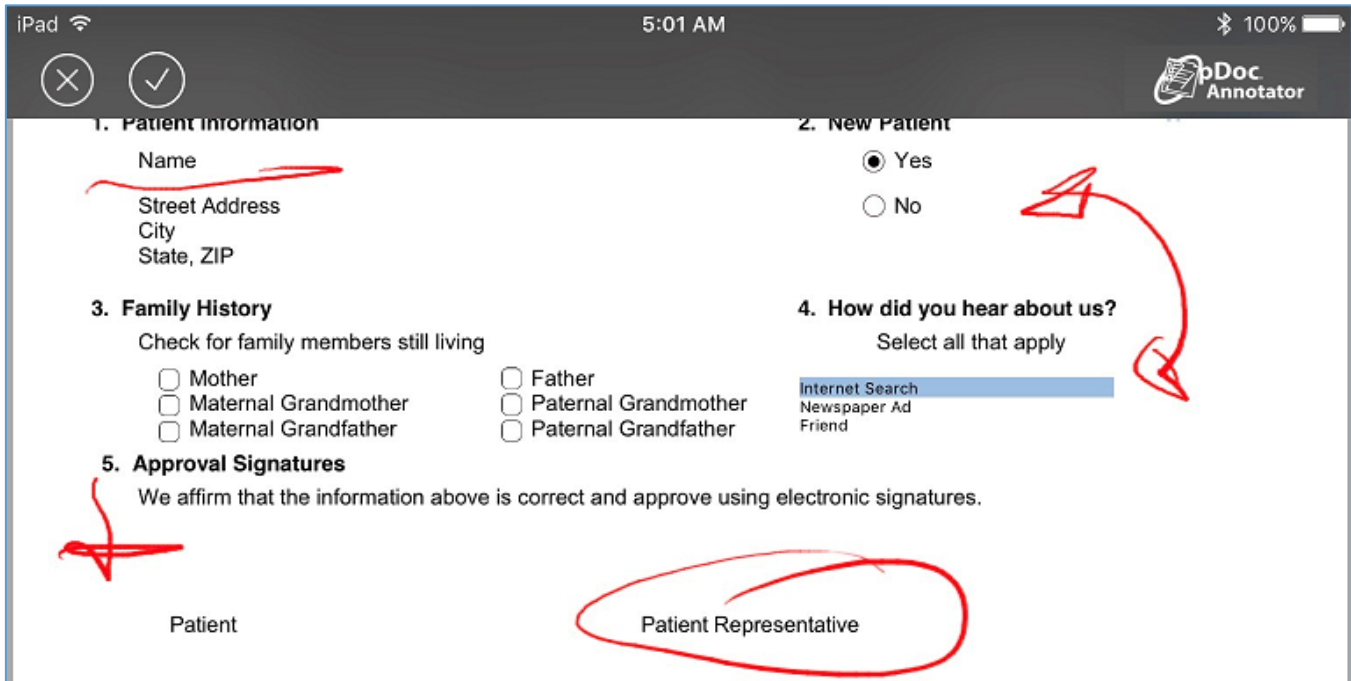 iPad 5:01 AM 100%
pDoc Annotator
1. Patient Information
Name
Street Address
City
State, ZIP
2. New Patient
Yes
No
3. Family History
Check for family members still living
Mother
Father
Maternal Grandmother
Paternal Grandmother
Maternal Grandfather
Paternal Grandfather
4. How did you hear about us?
Select all that apply
Internet Search
Newspaper Ad
Friend
5. Approval Signatures
We affirm that the information above is correct and approve using electronic signatures.
Patient
Patient Representative